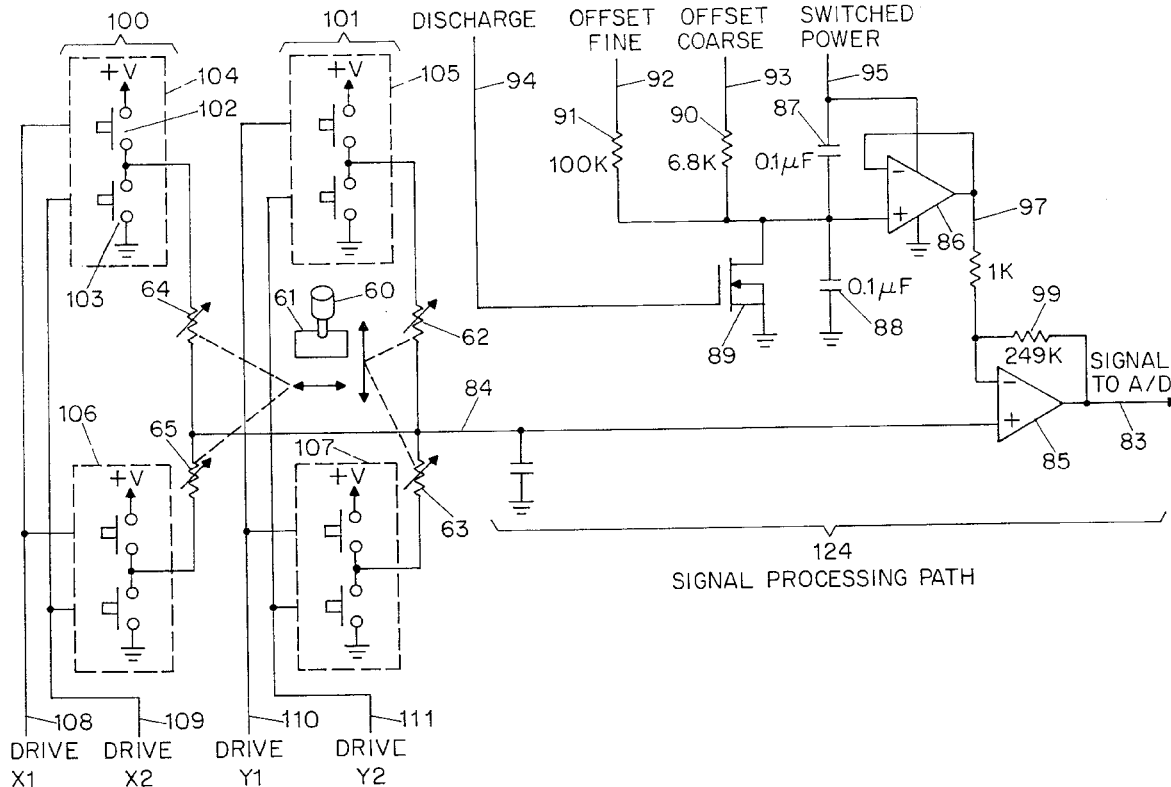 100
101
DISCHARGE
OFFSET FINE
OFFSET COARSE
SWITCHED POWER
+V
104
102
+V
105
94
92
93
95
91
100K
90
6.8K
87
0.1µF
−
+
86
97
103
64
61
60
62
89
0.1µF
88
1K
99
249K
SIGNAL TO A/D
−
+
85
83
84
106
65
+V
107
+V
63
124
SIGNAL PROCESSING PATH
108
109
110
111
DRIVE X1
DRIVE X2
DRIVE Y1
DRIVE Y2